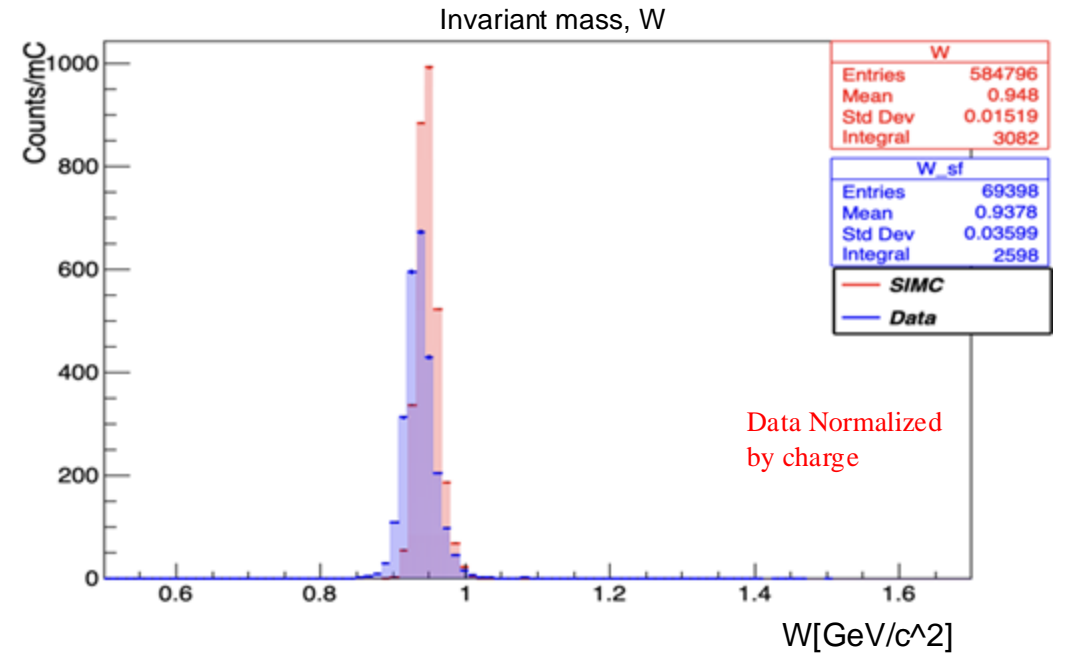 Invariant mass, W
Counts/mC
1000
800
600
400
200
0
0.6 0.8 1 1.2 1.4 1.6
W[GeV/c^2]
W
Entries 584796
Mean 0.948
Std Dev 0.01519
Integral 3082
W_sf
Entries 69398
Mean 0.9378
Std Dev 0.03599
Integral 2598
SIMC
Data
Data Normalized
by charge